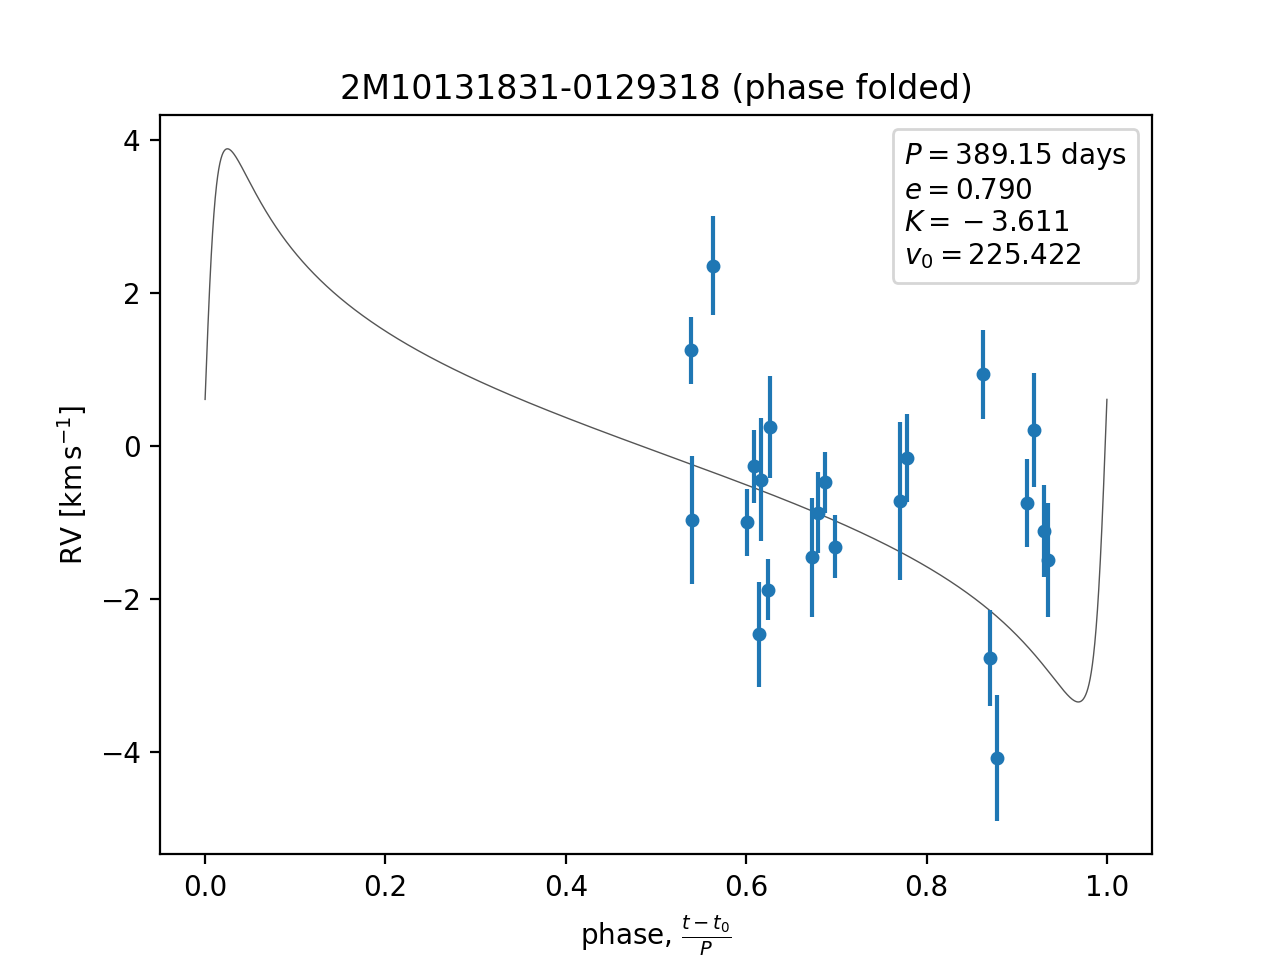 2M10131831-0129318 (phase folded)
P = 389.15 days
e = 0.790
K = − 3.611
v₀ = 225.422
RV [km s⁻¹]
4
2
0
−2
−4
0.0 0.2 0.4 0.6 0.8 1.0
phase, (t − t₀)/P